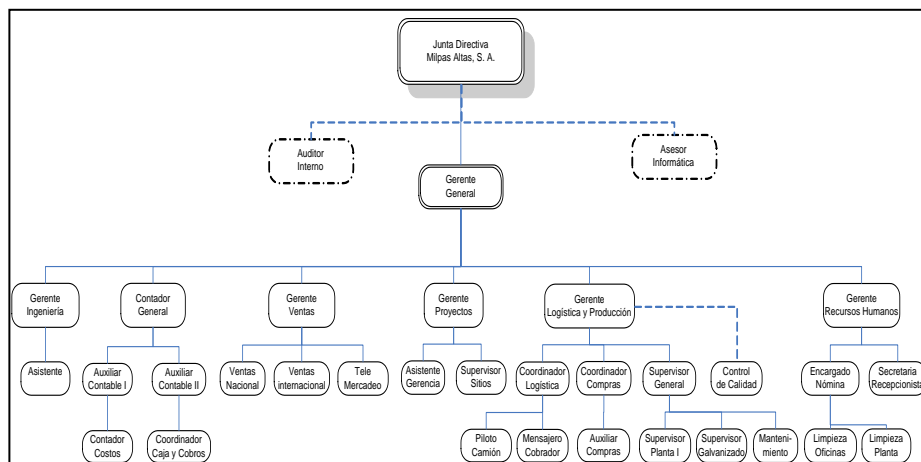 Junta Directiva
Milpas Altas, S. A.
Auditor
Interno
Asesor
Informática
Gerente
General
Gerente
Ingeniería
Contador
General
Gerente
Ventas
Gerente
Proyectos
Gerente
Logística y Producción
Gerente
Recursos Humanos
Asistente
Auxiliar
Contable I
Auxiliar
Contable II
Ventas
Nacional
Ventas
internacional
Tele
Mercadeo
Asistente
Gerencia
Supervisor
Sitios
Coordinador
Logística
Coordinador
Compras
Supervisor
General
Control
de Calidad
Encargado
Nómina
Secretaria
Recepcionista
Contador
Costos
Coordinador
Caja y Cobros
Piloto
Camión
Mensajero
Cobrador
Auxiliar
Compras
Supervisor
Planta I
Supervisor
Galvanizado
Manteni-
miento
Limpieza
Oficinas
Limpieza
Planta